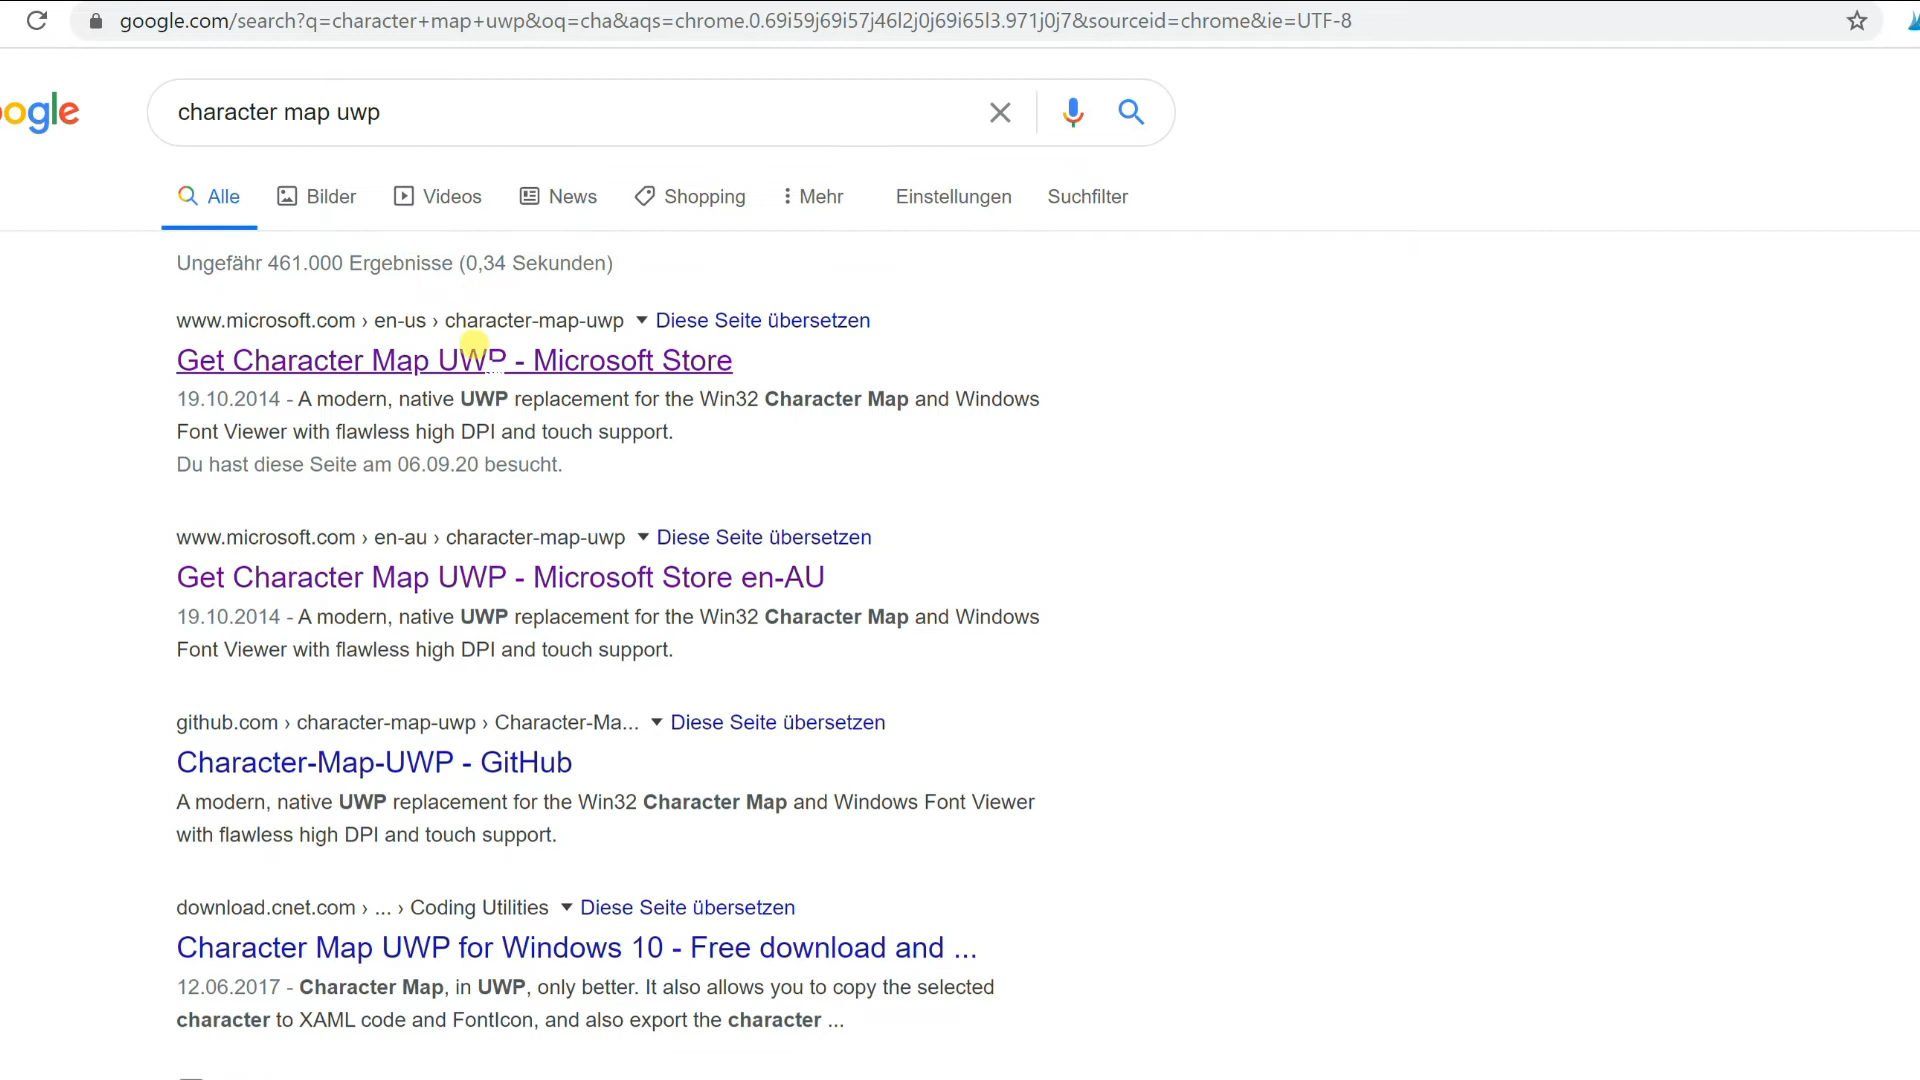 google.com/search?q=character+map+uwp&oq=cha&aqs=chrome.0.69i59j69i57j46l2j0j69i65l3.971j0j7&sourceid=chrome&ie=UTF-8
ogle
character map uwp
Alle Bilder Videos News Shopping Mehr Einstellungen Suchfilter
Ungefähr 461.000 Ergebnisse (0,34 Sekunden)
www.microsoft.com › en-us › character-map-uwp Diese Seite übersetzen
Get Character Map UWP - Microsoft Store
19.10.2014 - A modern, native UWP replacement for the Win32 Character Map and Windows
Font Viewer with flawless high DPI and touch support.
Du hast diese Seite am 06.09.20 besucht.
www.microsoft.com › en-au › character-map-uwp Diese Seite übersetzen
Get Character Map UWP - Microsoft Store en-AU
19.10.2014 - A modern, native UWP replacement for the Win32 Character Map and Windows
Font Viewer with flawless high DPI and touch support.
github.com › character-map-uwp › Character-Ma... Diese Seite übersetzen
Character-Map-UWP - GitHub
A modern, native UWP replacement for the Win32 Character Map and Windows Font Viewer
with flawless high DPI and touch support.
download.cnet.com › ... › Coding Utilities Diese Seite übersetzen
Character Map UWP for Windows 10 - Free download and ...
12.06.2017 - Character Map, in UWP, only better. It also allows you to copy the selected
character to XAML code and FontIcon, and also export the character ...